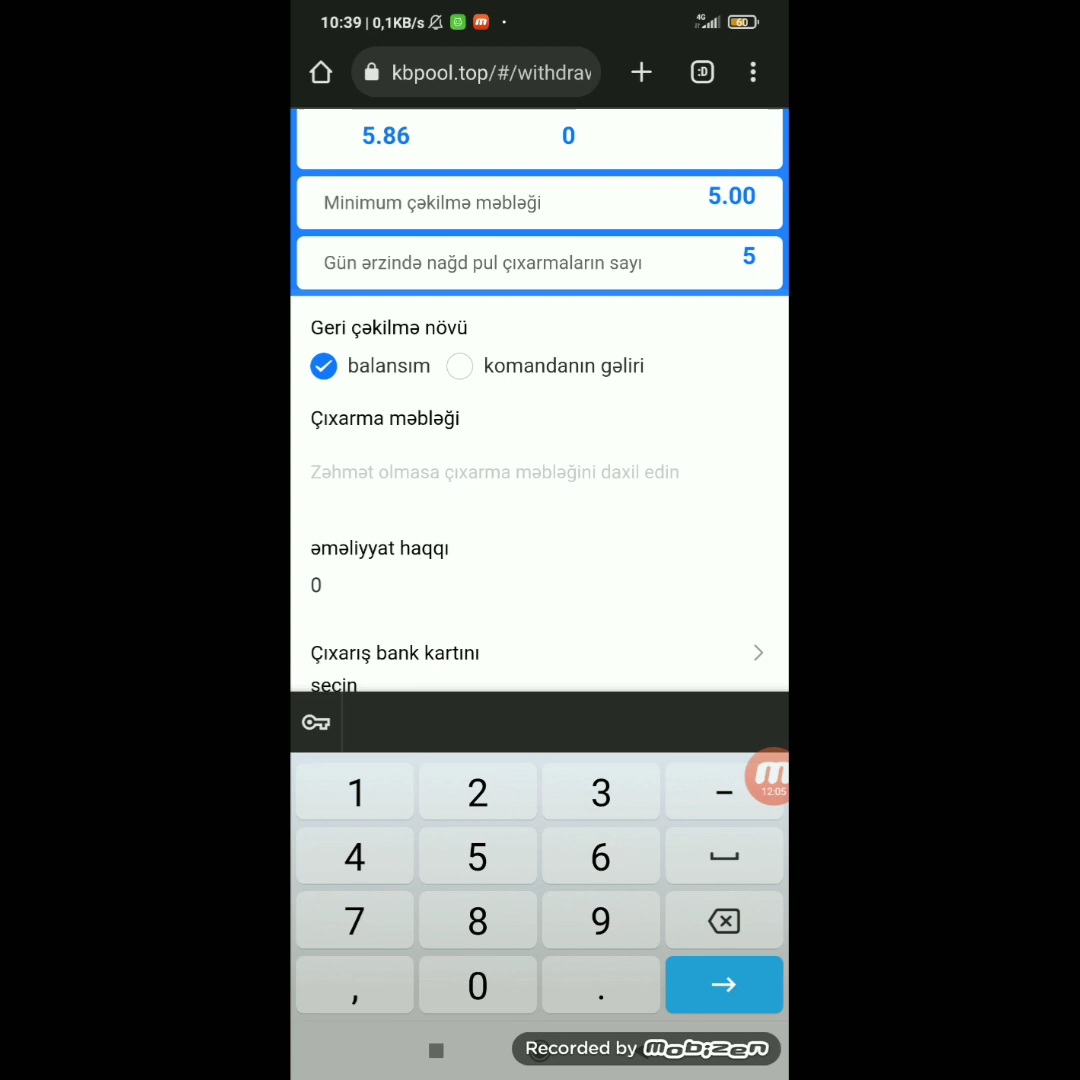 10:39 | 0,1KB/s m
4G 60
kbpool.top/#/withdrav :D
5.86 0
Minimum çəkilmə məbləği 5.00
Gün ərzində nağd pul çıxarmaların sayı 5
Geri çəkilmə növü
balansım komandanın gəliri
Çıxarma məbləği
Zəhmət olmasa çıxarma məbləğini daxil edin
əməliyyat haqqı
0
Çıxarış bank kartını
seçin
1 2 3 –
m
12:05
4 5 6
7 8 9
, 0 .
Recorded by mobizen